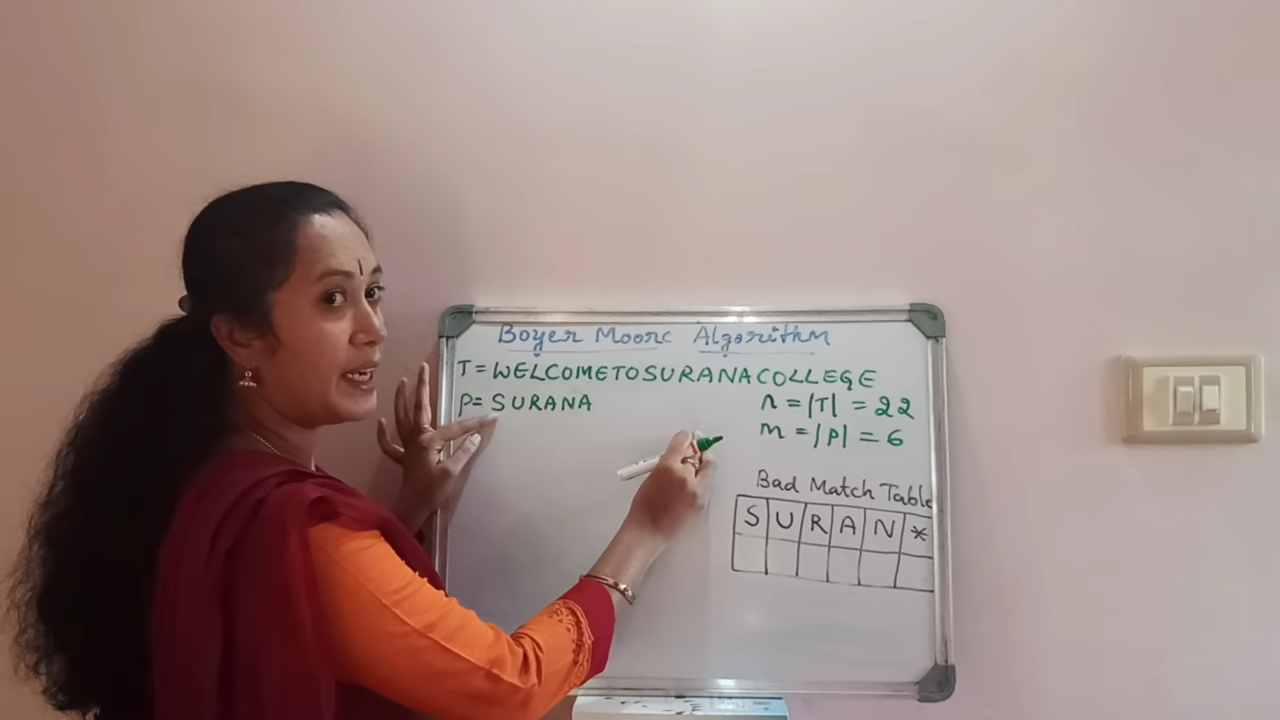 Boyer Moore Algorithm
T = WELCOMETOSURANACOLLEGE
P = SURANA
n = |T| = 22
m = |P| = 6
Bad Match Table
S U R A N *